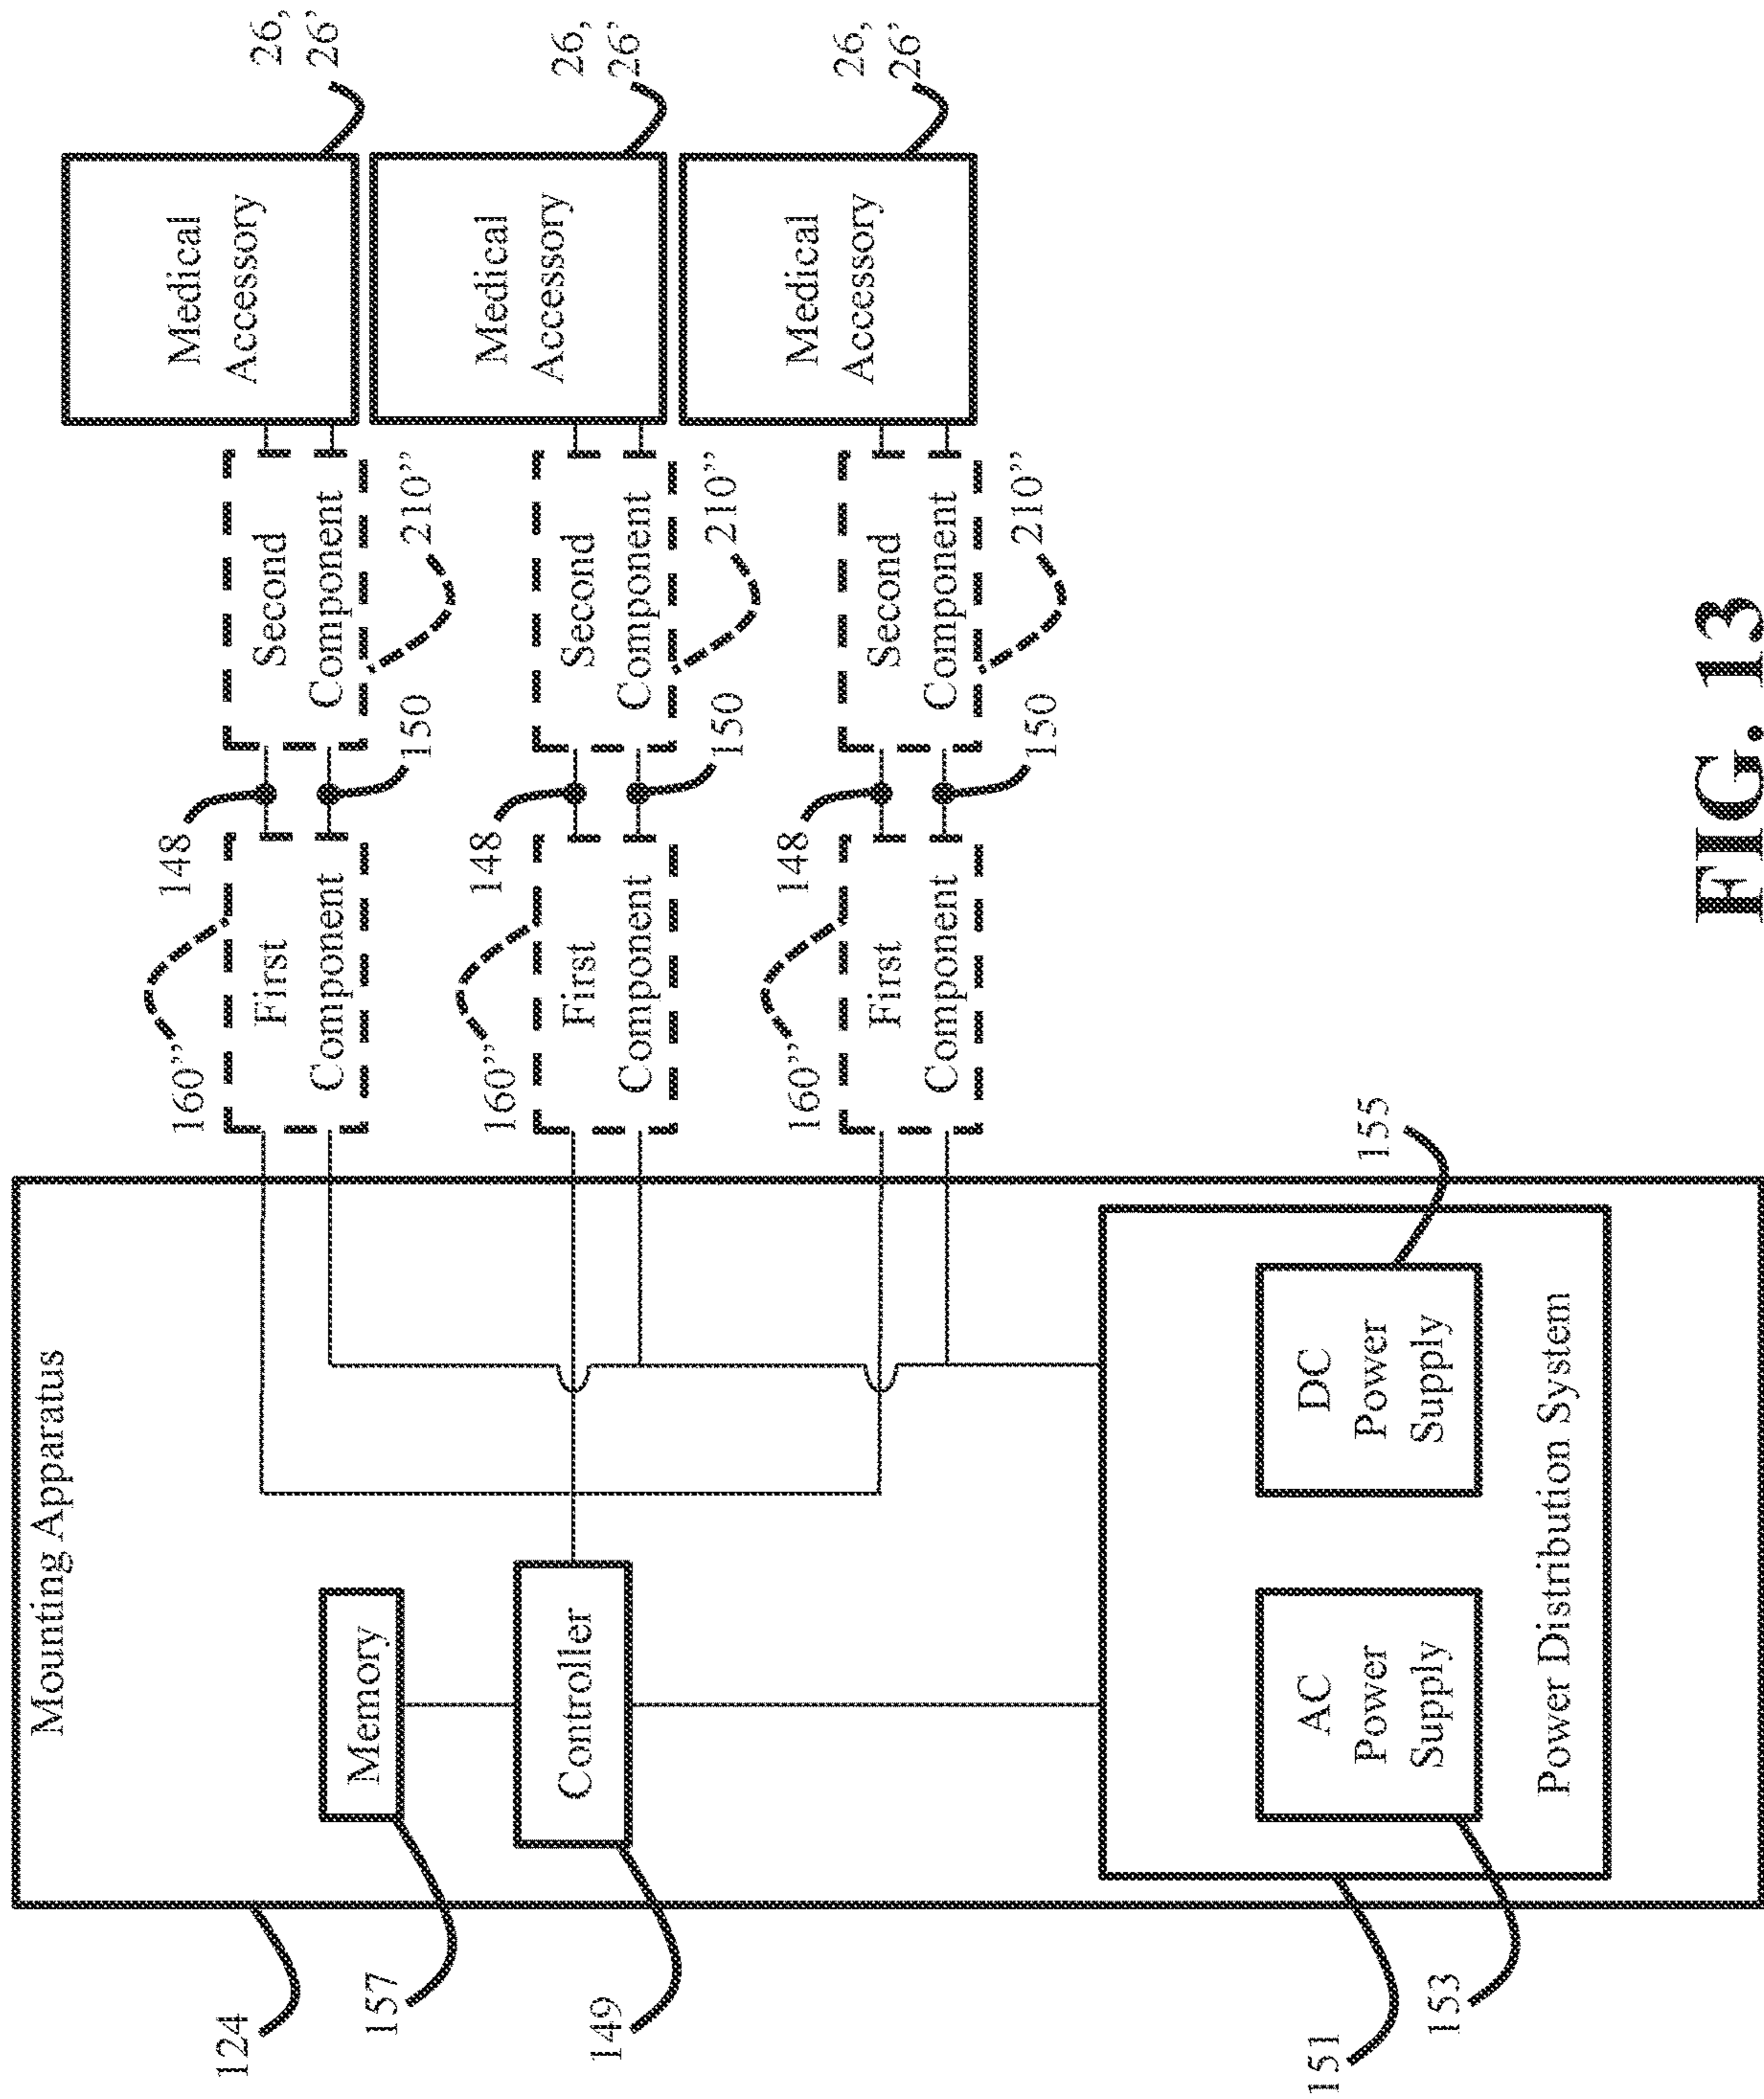 Mounting Apparatus
124
157
Memory
149
Controller
151
153
AC
Power
Supply
155
DC
Power
Supply
Power Distribution System
160”
First
Component
148
150
Second
Component
210”
Medical
Accessory
26,
26’
160”
First
Component
148
150
Second
Component
210”
Medical
Accessory
26,
26’
160”
First
Component
148
150
Second
Component
210”
Medical
Accessory
26,
26’
FIG. 13